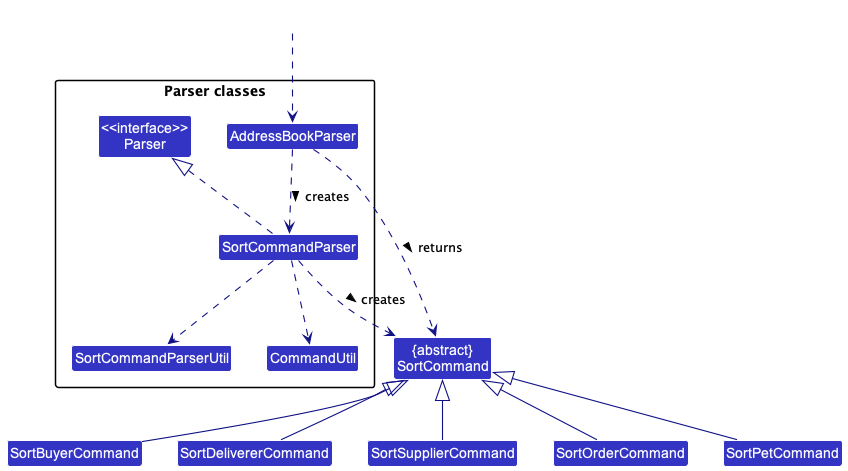 Parser classes
<<interface>>
Parser
AddressBookParser
creates
SortCommandParser
returns
creates
SortCommandParserUtil
CommandUtil
{abstract}
SortCommand
SortBuyerCommand
SortDelivererCommand
SortSupplierCommand
SortOrderCommand
SortPetCommand